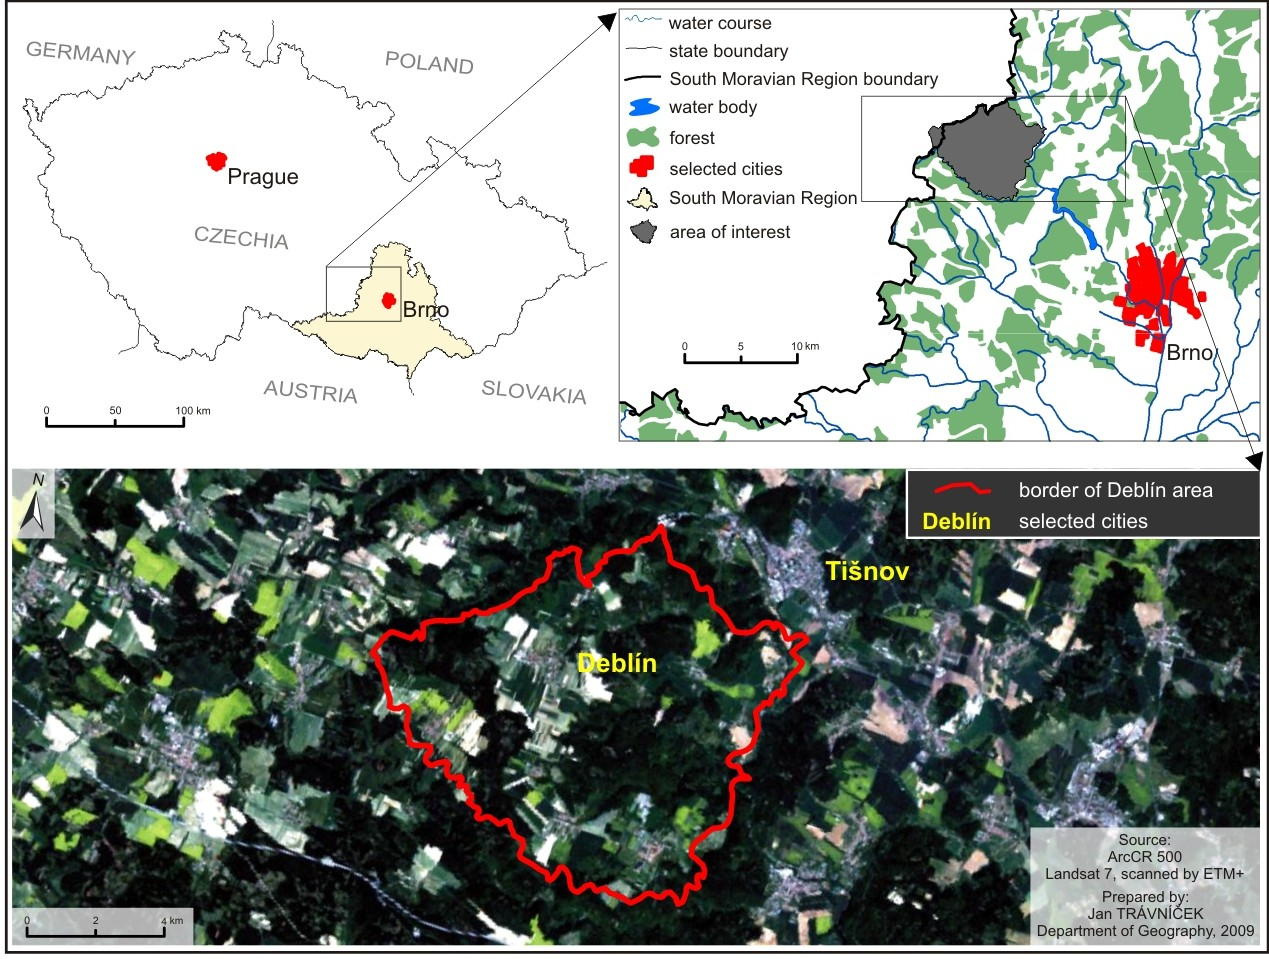 GERMANY
POLAND
Prague
CZECHIA
Brno
AUSTRIA
SLOVAKIA
0 50 100 km
water course
state boundary
South Moravian Region boundary
water body
forest
selected cities
South Moravian Region
area of interest
0 5 10 km
Brno
N
border of Deblín area
Deblín selected cities
Tišnov
Deblín
0 2 4 km
Source:
ArcCR 500
Landsat 7, scanned by ETM+
Prepared by:
Jan TRÁVNÍČEK
Department of Geography, 2009